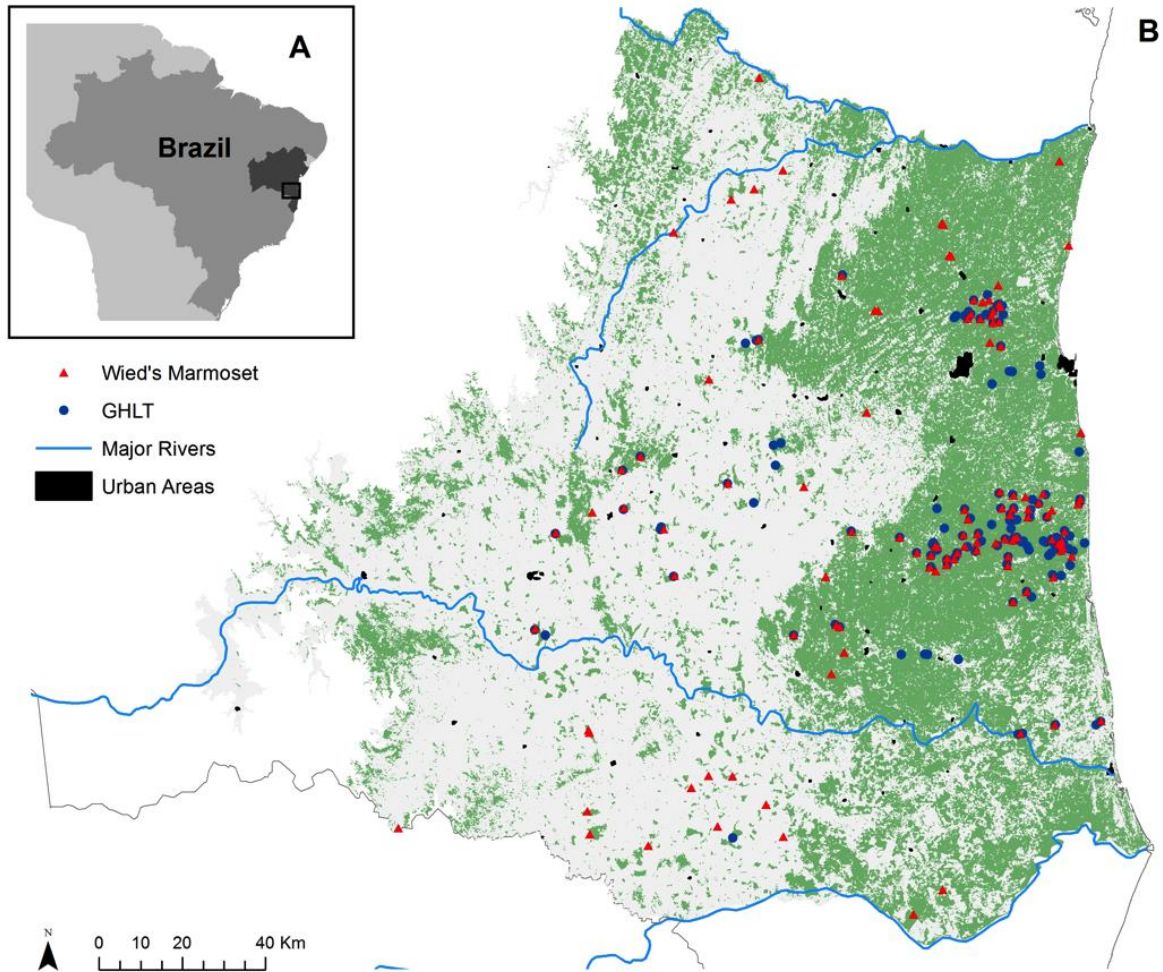 A
B
Brazil
Wied's Marmoset
GHLT
Major Rivers
Urban Areas
N
0 10 20 40 Km